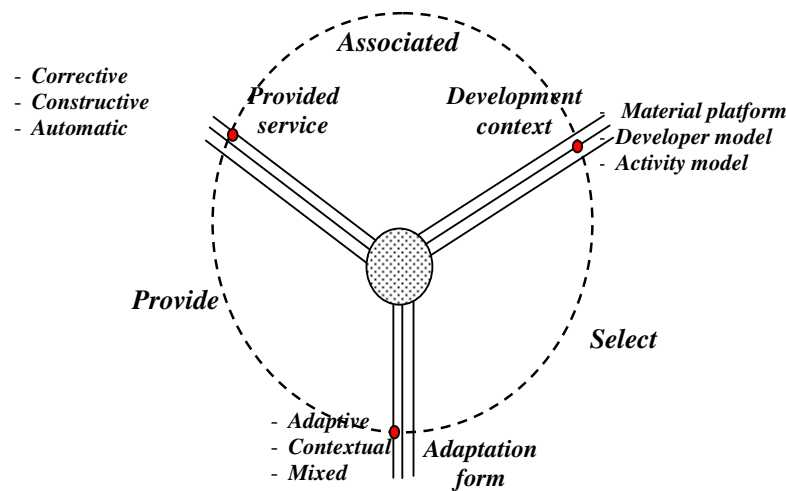 Associated
- Corrective
- Constructive
- Automatic
Provided
service
Development
context
- Material platform
- Developer model
- Activity model
Provide
Select
- Adaptive
- Contextual
- Mixed
Adaptation
form